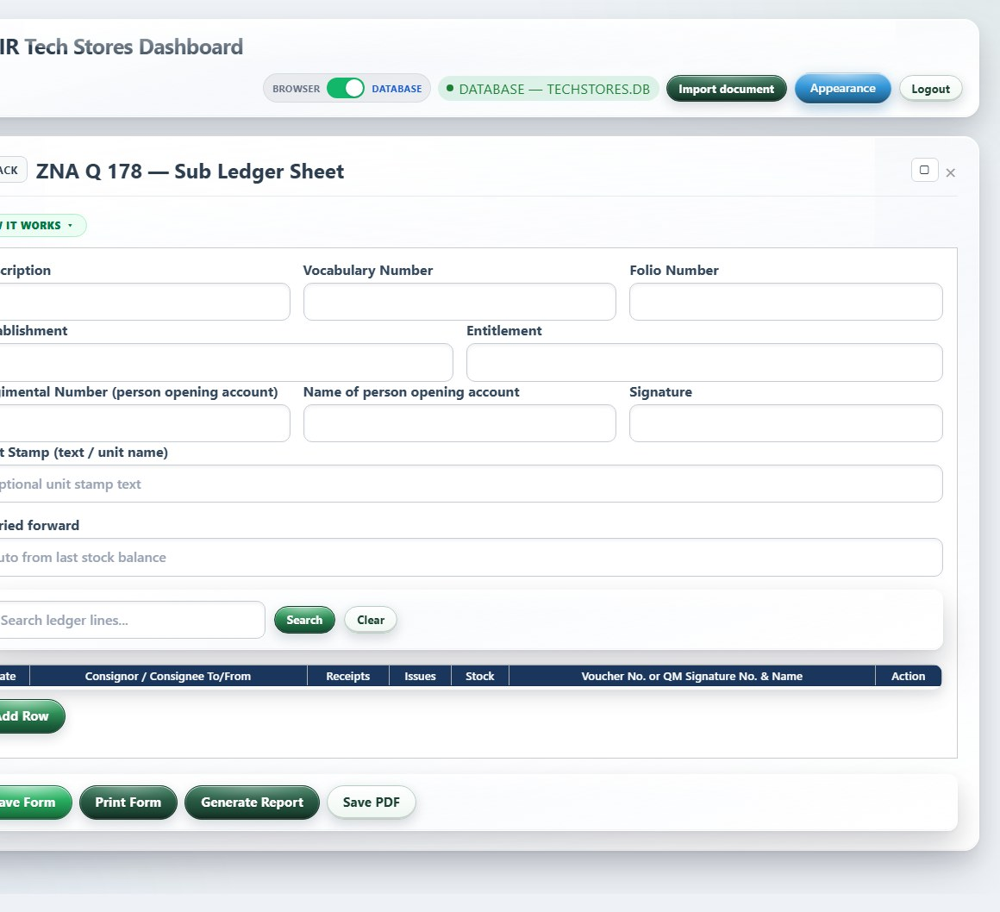 IR Tech Stores Dashboard
BROWSER DATABASE DATABASE — TECHSTORES.DB Import document Appearance Logout
ACK ZNA Q 178 — Sub Ledger Sheet ×
W IT WORKS
cription Vocabulary Number Folio Number
ablishment Entitlement
gimental Number (person opening account) Name of person opening account Signature
t Stamp (text / unit name)
ptional unit stamp text
ried forward
uto from last stock balance
Search ledger lines... Search Clear
ate Consignor / Consignee To/From Receipts Issues Stock Voucher No. or QM Signature No. & Name Action
Add Row
ave Form Print Form Generate Report Save PDF